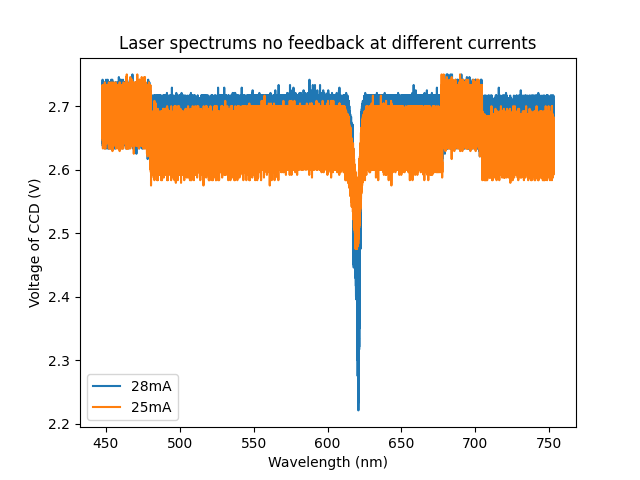 Laser spectrums no feedback at different currents
Voltage of CCD (V)
2.7
2.6
2.5
2.4
2.3
2.2
28mA
25mA
450 500 550 600 650 700 750
Wavelength (nm)